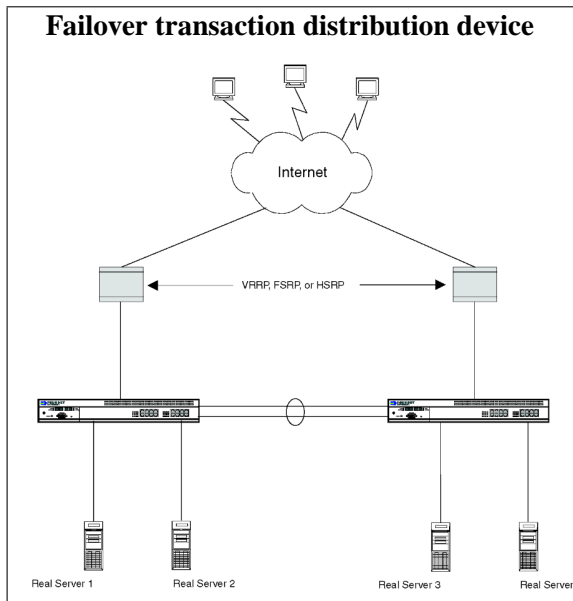 Failover transaction distribution device
Internet
VRRP, FSRP, or HSRP
Real Server 1
Real Server 2
Real Server 3
Real Server